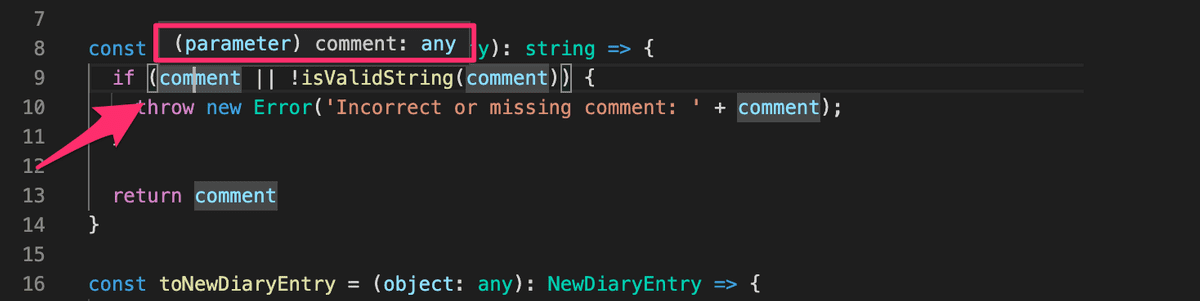 7
8 const (parameter) comment: any y): string => {
9 if (comment || !isValidString(comment)) {
10 throw new Error('Incorrect or missing comment: ' + comment);
11
12
13 return comment
14 }
15
16 const toNewDiaryEntry = (object: any): NewDiaryEntry => {